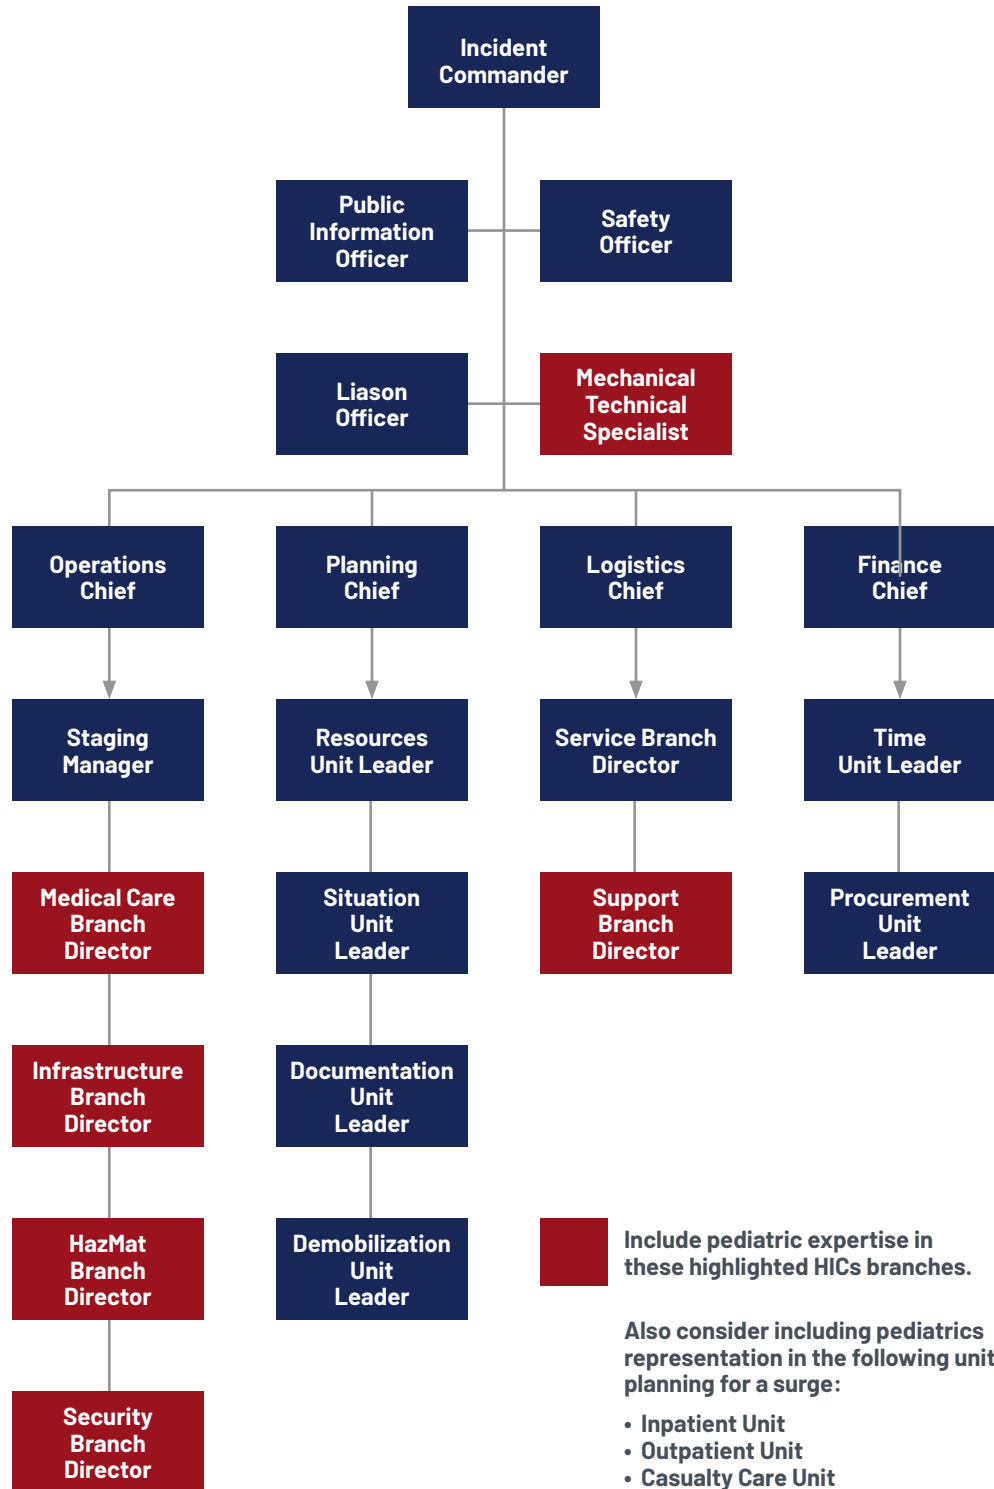 Incident
Commander
Public
Information
Officer
Safety
Officer
Liason
Officer
Mechanical
Technical
Specialist
Operations
Chief
Planning
Chief
Logistics
Chief
Finance
Chief
Staging
Manager
Resources
Unit Leader
Service Branch
Director
Time
Unit Leader
Medical Care
Branch
Director
Situation
Unit
Leader
Support
Branch
Director
Procurement
Unit
Leader
Infrastructure
Branch
Director
Documentation
Unit
Leader
HazMat
Branch
Director
Demobilization
Unit
Leader
Security
Branch
Director
Include pediatric expertise in
these highlighted HICs branches.
Also consider including pediatrics
representation in the following unit
planning for a surge:
• Inpatient Unit
• Outpatient Unit
• Casualty Care Unit